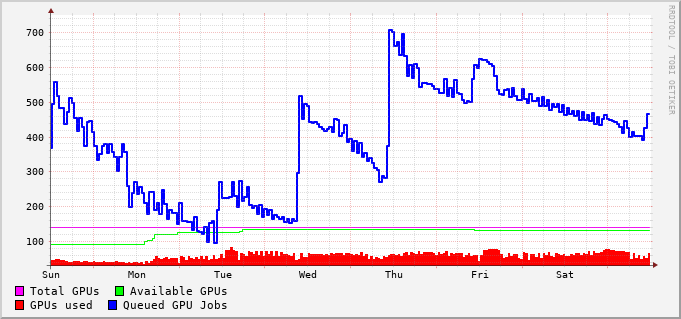 RRDTOOL / TOBI OETIKER
700
600
500
400
300
200
100
Sun Mon Tue Wed Thu Fri Sat
Total GPUs Available GPUs
GPUs used Queued GPU Jobs